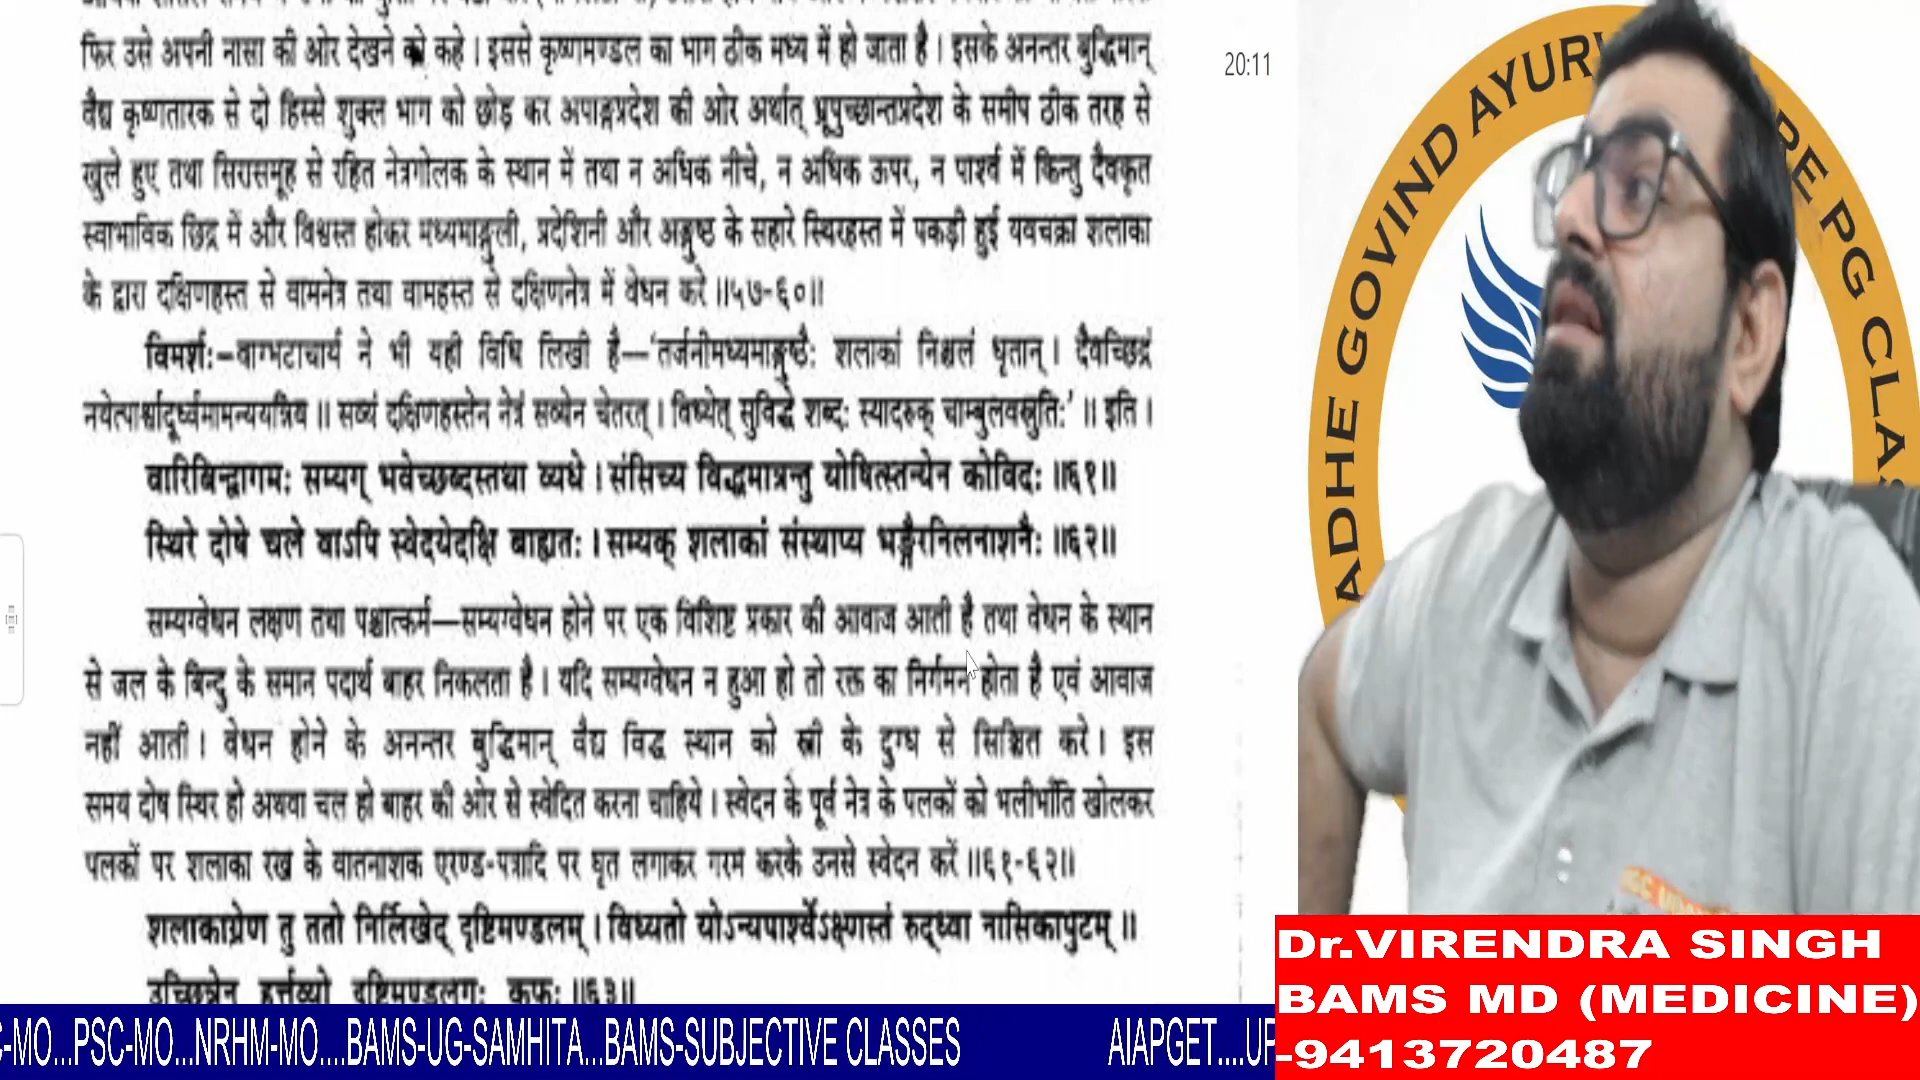 फिर उसे अपनी नासा की ओर देखने को कहे । इससे कृष्णमण्डल का भाग ठीक मध्य में हो जाता है । इसके अनन्तर बुद्धिमान्
वैद्य कृष्णतारक से दो हिस्से शुक्ल भाग को छोड़ कर अपाङ्गप्रदेश की ओर अर्थात् भ्रूपुच्छान्तप्रदेश के समीप ठीक तरह से
खुले हुए तथा सिरासमूह से रहित नेत्रगोलक के स्थान में तथा न अधिक नीचे, न अधिक ऊपर, न पार्श्व में किन्तु दैवकृत
स्वाभाविक छिद्र में और विश्वस्त होकर मध्यमाङ्गुली, प्रदेशिनी और अङ्गुष्ठ के सहारे स्थिरहस्त में पकड़ी हुई यवचक्रा शलाका
के द्वारा दक्षिणहस्त से वामनेत्र तथा वामहस्त से दक्षिणनेत्र में वेधन करे ॥५७-६०॥
विमर्शः–वाग्भटाचार्य ने भी यही विधि लिखी है—'तर्जनीमध्यमाङ्गुष्ठैः शलाकां निश्चलं धृतान् । दैवच्छिद्रं
॥ सव्यं दक्षिणहस्तेन नेत्रं सव्येन चेतरत् । विध्येत् सुविद्धे शब्दः स्यादरुक् चाम्बुलवस्रुतिः' ॥ इति ।
वारिबिन्द्वागमः सम्यग् भवेच्छब्दस्तथा व्यधे । संसिच्य विद्धमात्रन्तु योषित्स्तन्येन कोविदः ॥६१॥
स्थिरे दोषे चले वाऽपि स्वेदयेदक्षि बाह्यतः । सम्यक् शलाकां संस्थाप्य भङ्गैरनिलनाशनैः ॥६२॥
सम्यग्वेधन लक्षण तथा पश्चात्कर्म—सम्यग्वेधन होने पर एक विशिष्ट प्रकार की आवाज आती है तथा वेधन के स्थान
से जल के बिन्दु के समान पदार्थ बाहर निकलता है । यदि सम्यग्वेधन न हुआ हो तो रक्त का निर्गमन होता है एवं आवाज
नहीं आती । वेधन होने के अनन्तर बुद्धिमान् वैद्य विद्ध स्थान को स्त्री के दुग्ध से सिञ्चित करे । इस
समय दोष स्थिर हो अथवा चल हो बाहर की ओर से स्वेदित करना चाहिये । स्वेदन के पूर्व नेत्र के पलकों को भलीभाँति खोलकर
पलकों पर शलाका रख के वातनाशक एरण्ड-पत्रादि पर घृत लगाकर गरम करके उनसे स्वेदन करें ॥६१-६२॥
शलाकाग्रेण तु ततो निर्लिखेद् दृष्टिमण्डलम् । विध्यतो योऽन्यपार्श्वेऽक्ष्णस्तं रुद्ध्वा नासिकापुटम् ॥
उच्छिङ्घनेन हर्त्तव्यो दृष्टिमण्डलगः कफः ॥६३॥
20:11
ADHE GOVIND AYUR
RE PG CLAS
C-MO...PSC-MO...NRHM-MO....BAMS-UG-SAMHITA...BAMS-SUBJECTIVE CLASSES
AIAPGET....UP
Dr.VIRENDRA SINGH
BAMS MD (MEDICINE)
-9413720487